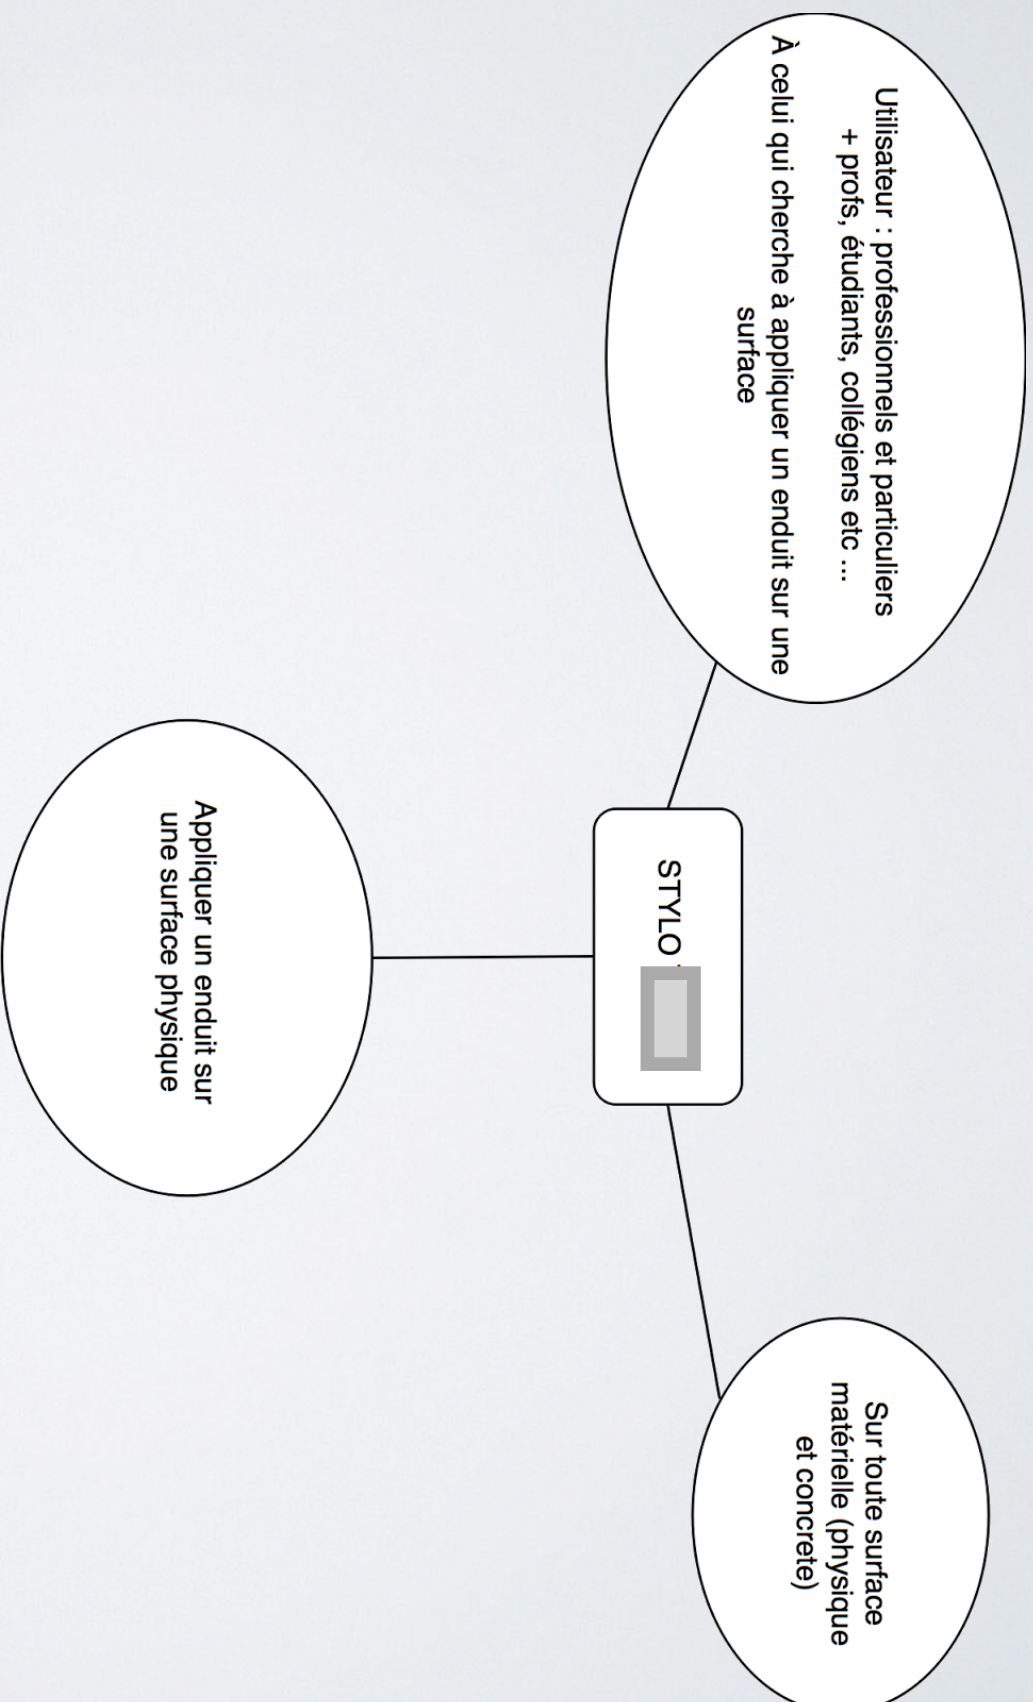 Utilisateur : professionnels et particuliers
+ profs, étudiants, collégiens etc ...
À celui qui cherche à appliquer un enduit sur une
surface
Sur toute surface
matérielle (physique
et concrete)
STYLO
Appliquer un enduit sur
une surface physique